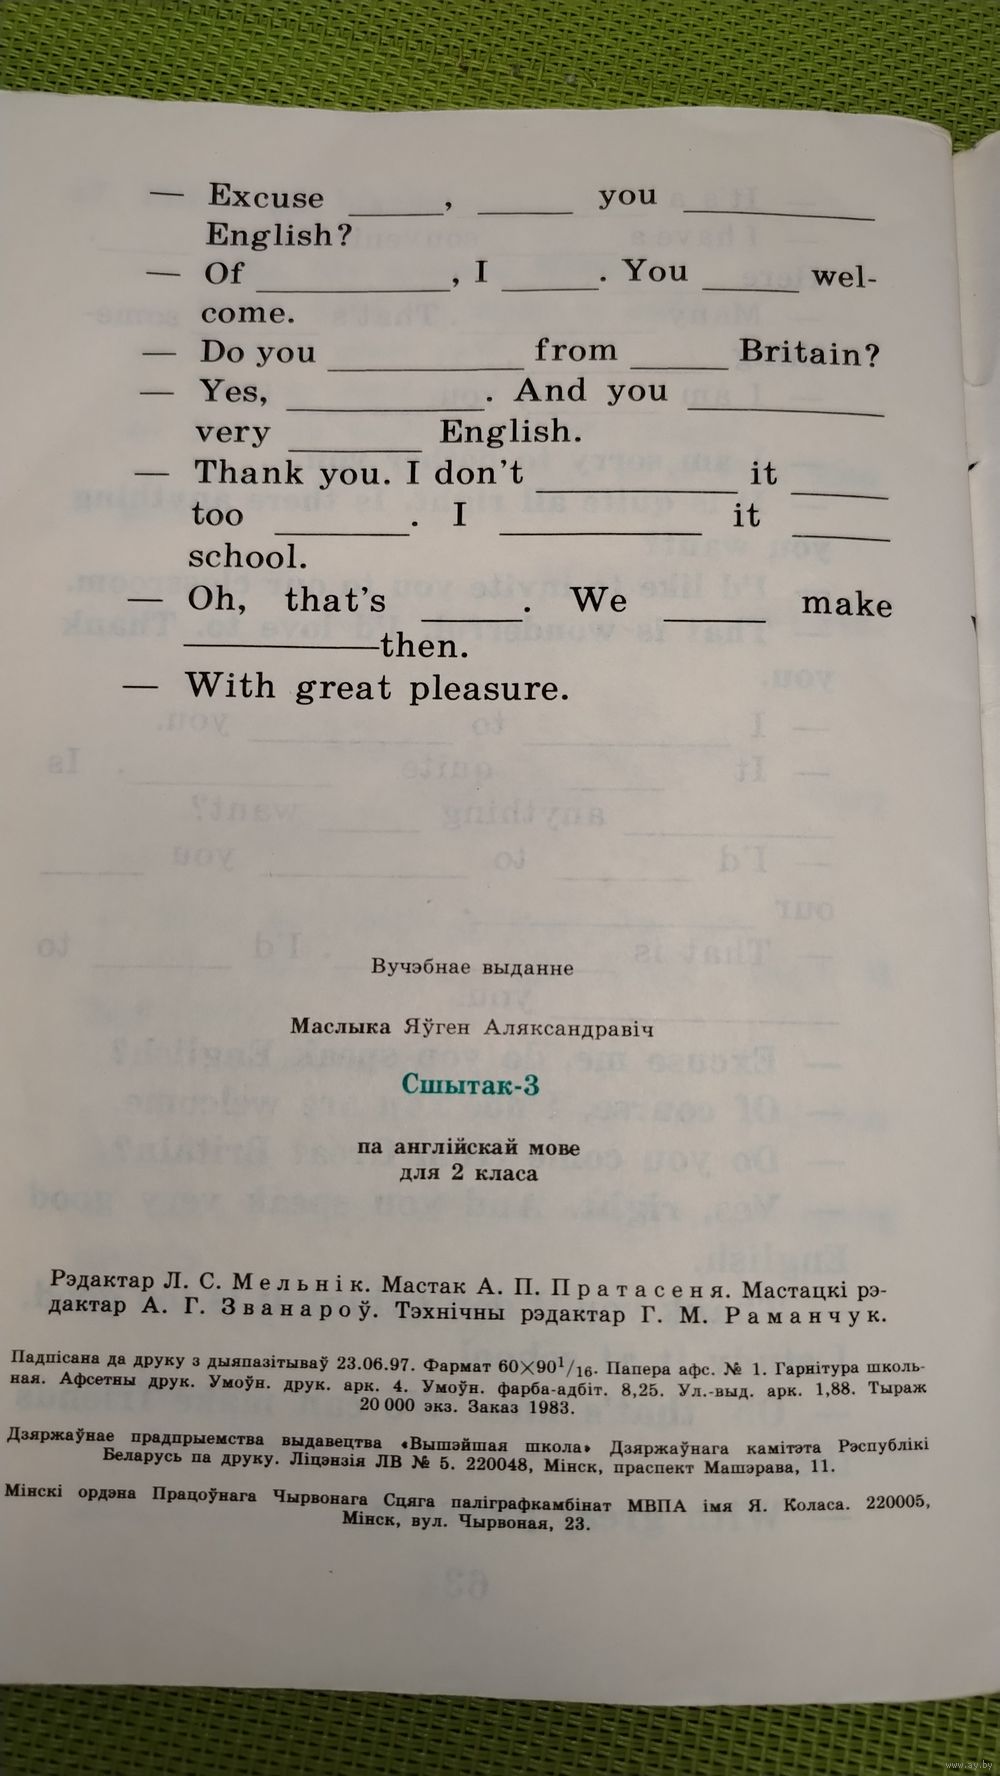 — Excuse _____, _____ you __________
English?
— Of __________, I _____. You _____ wel-
come.
— Do you __________ from _____ Britain?
— Yes, __________. And you __________
very _______ English.
— Thank you. I don't __________ it _____
too _______. I __________ it _____
school.
— Oh, that's _____. We _____ make
__________then.
— With great pleasure.
Вучэбнае выданне
Маслыка Яўген Аляксандравіч
Сшытак-3
па англійскай мове
для 2 класа
Рэдактар Л. С. Мельнік. Мастак А. П. Пратасеня. Мастацкі рэ-
дактар А. Г. Званароў. Тэхнічны рэдактар Г. М. Раманчук.
Падпісана да друку з дыяпазітываў 23.06.97. Фармат 60×90¹/₁₆. Папера афс. № 1. Гарнітура школь-
ная. Афсетны друк. Умоўн. друк. арк. 4. Умоўн. фарба-адбіт. 8,25. Ул.-выд. арк. 1,88. Тыраж
20 000 экз. Заказ 1983.
Дзяржаўнае прадпрыемства выдавецтва «Вышэйшая школа» Дзяржаўнага камітэта Рэспублікі
Беларусь па друку. Ліцэнзія ЛВ № 5. 220048, Мінск, праспект Машэрава, 11.
Мінскі ордэна Працоўнага Чырвонага Сцяга паліграфкамбінат МВПА імя Я. Коласа. 220005,
Мінск, вул. Чырвоная, 23.
www.ay.by